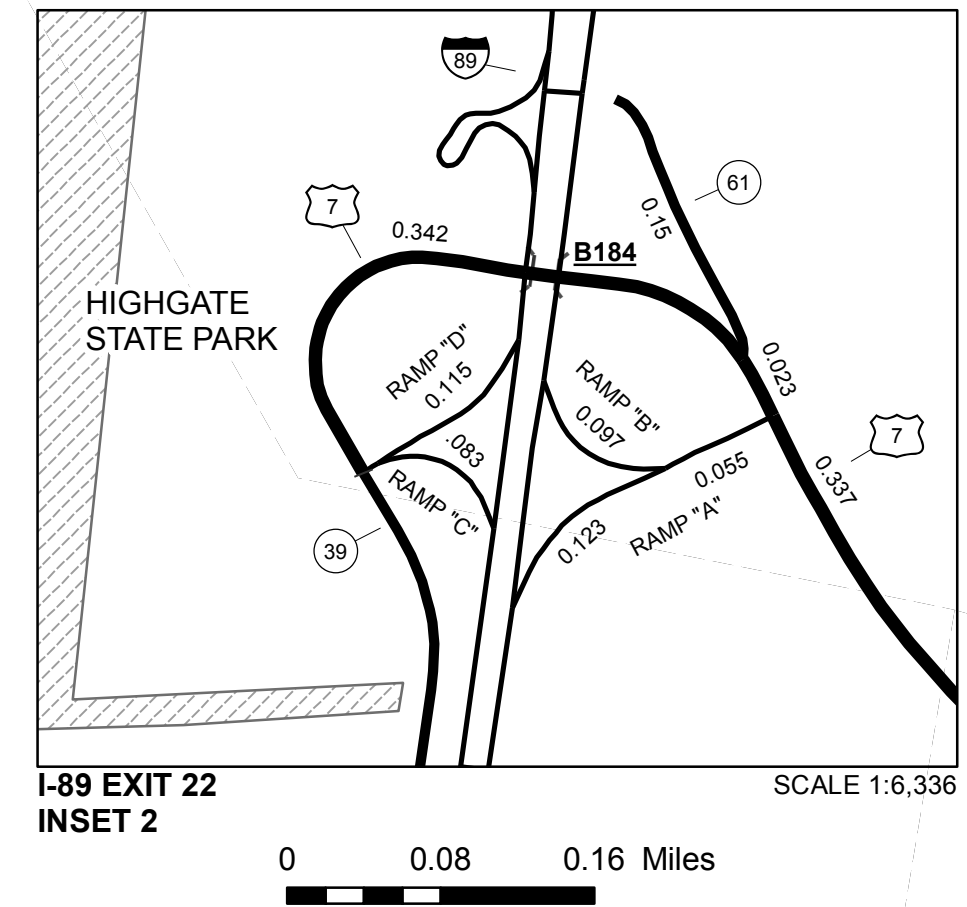 89
61
7
0.342
0.15
B184
HIGHGATE
STATE PARK
RAMP "D"
0.115
RAMP "B"
0.097
0.023
.083
7
0.055
0.337
RAMP "C"
RAMP "A"
0.123
39
I-89 EXIT 22
SCALE 1:6,336
INSET 2
0 0.08 0.16 Miles